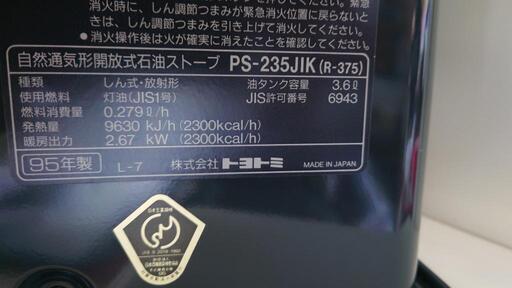 消火時に、しん調節つまみが緊急消火位置に戻らないと
きは、しん調節つまみを引き上げて消火してください。
●消火操作後は火が確実に消えたことを確認してください。
自然通気形開放式石油ストーブ PS-235JIK (R-375)
種類 しん式・放射形 油タンク容量 3.6ℓ
使用燃料 灯油(JIS1号) JIS許可番号 6943
燃料消費量 0.279ℓ/h
発熱量 9630 kJ/h (2300kcal/h)
暖房出力 2.67 kW (2300kcal/h)
95年製 L-7 株式会社 トヨトミ MADE IN JAPAN